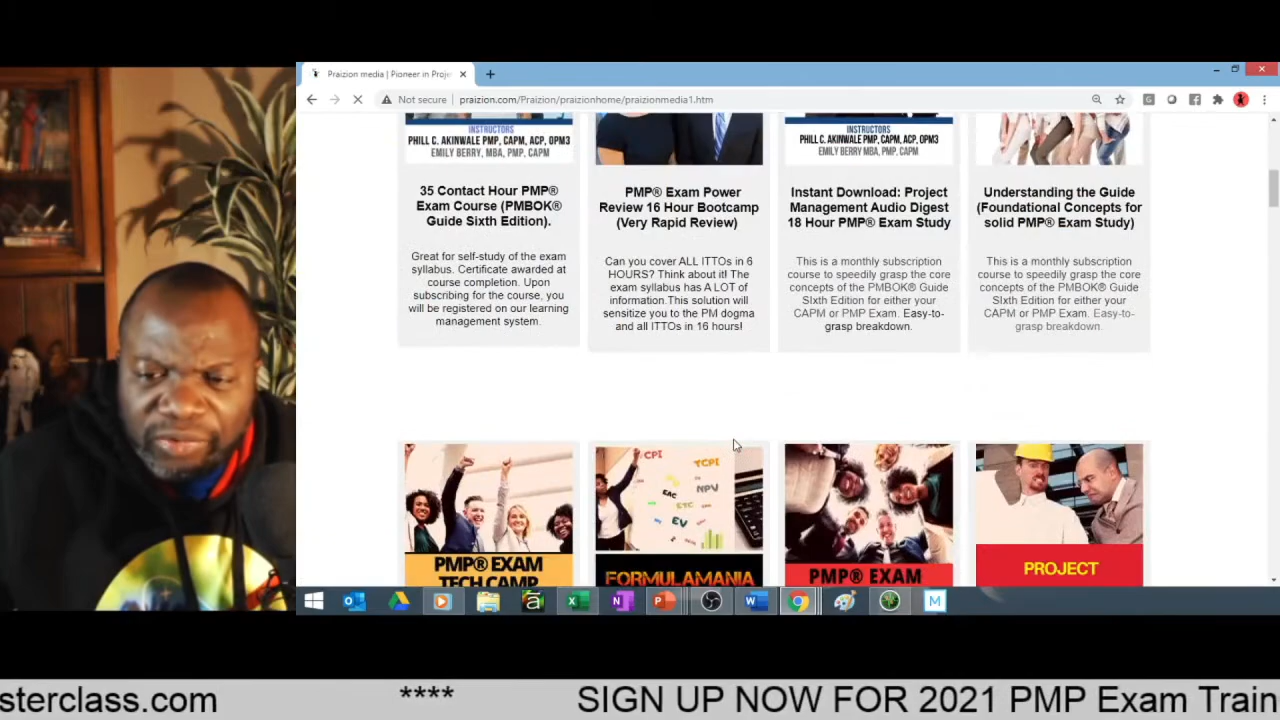 Praizion media | Pioneer in Proje
Not secure
praizion.com/Praizion/praizionhome/praizionmedia1.htm
INSTRUCTORS
PHILL C. AKINWALE PMP, CAPM, ACP, OPM3
EMILY BERRY, MBA, PMP, CAPM
35 Contact Hour PMP®
Exam Course (PMBOK®
Guide Sixth Edition).
Great for self-study of the exam
syllabus. Certificate awarded at
course completion. Upon
subscribing for the course, you
will be registered on our learning
management system.
PMP® Exam Power
Review 16 Hour Bootcamp
(Very Rapid Review)
Can you cover ALL ITTOs in 6
HOURS? Think about it! The
exam syllabus has A LOT of
information.This solution will
sensitize you to the PM dogma
and all ITTOs in 16 hours!
INSTRUCTORS
PHILL C. AKINWALE PMP, CAPM, ACP, OPM3
EMILY BERRY MBA, PMP, CAPM
Instant Download: Project
Management Audio Digest
18 Hour PMP® Exam Study
This is a monthly subscription
course to speedily grasp the core
concepts of the PMBOK® Guide
SIxth Edition for either your
CAPM or PMP Exam. Easy-to-
grasp breakdown.
Understanding the Guide
(Foundational Concepts for
solid PMP® Exam Study)
This is a monthly subscription
course to speedily grasp the core
concepts of the PMBOK® Guide
SIxth Edition for either your
CAPM or PMP Exam. Easy-to-
grasp breakdown.
PMP® EXAM
TECH CAMP
CPI
TCPI
EAC
NPV
ETC
EV
FORMULAMANIA
PMP® EXAM
PROJECT
sterclass.com **** SIGN UP NOW FOR 2021 PMP Exam Train